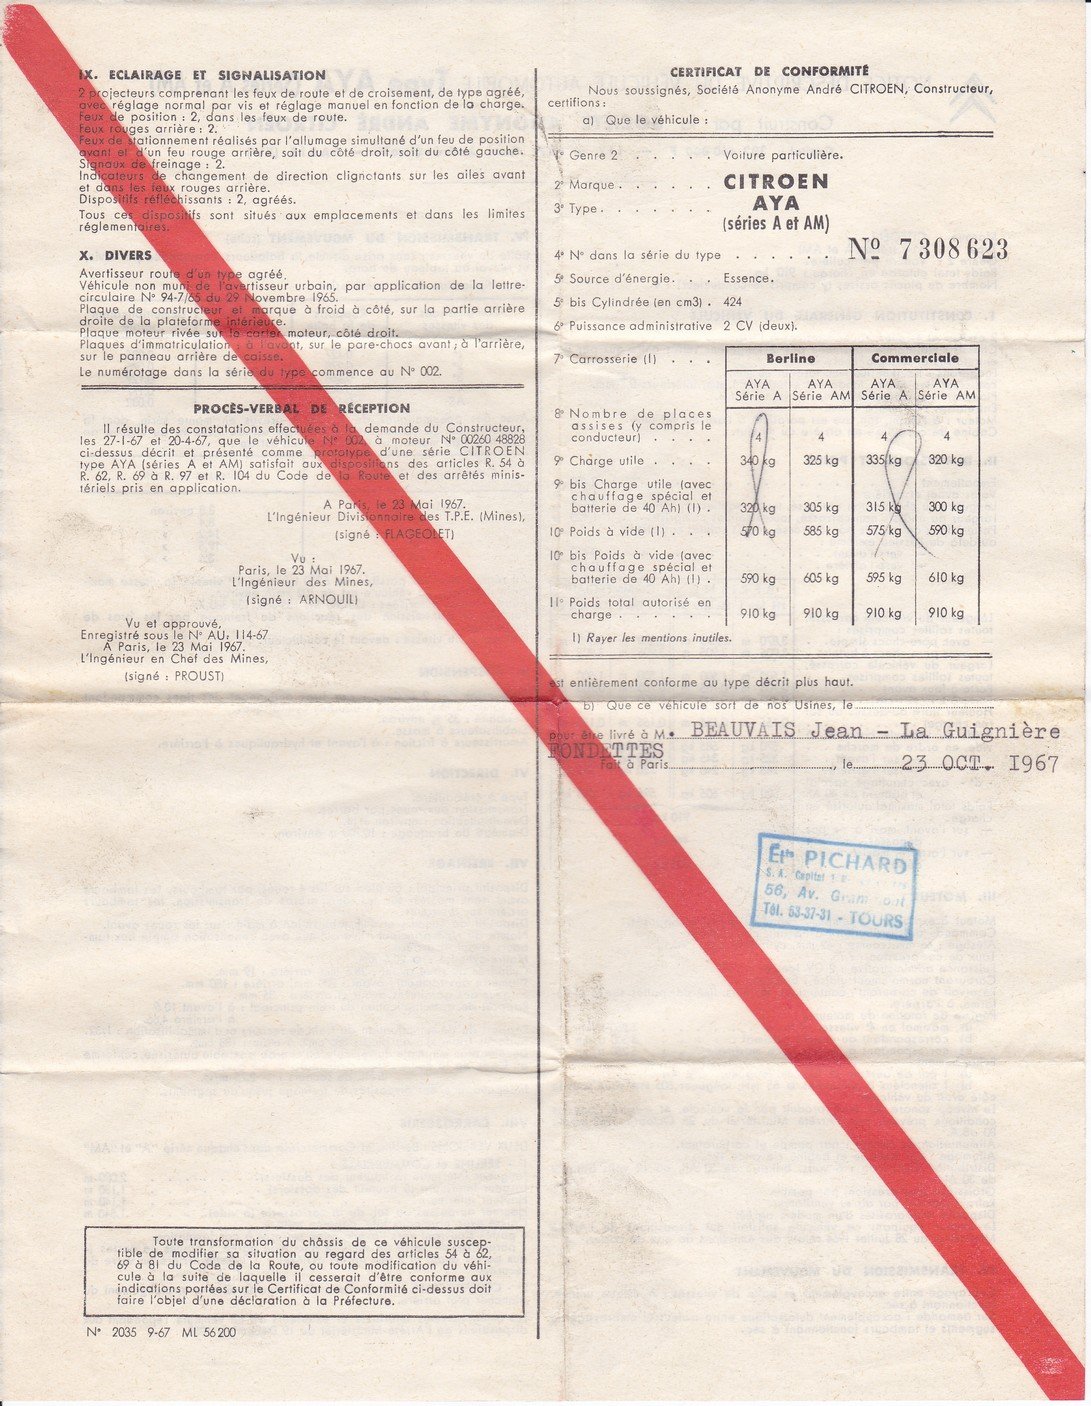 IX. ECLAIRAGE ET SIGNALISATION
2 projecteurs comprenant les feux de route et de croisement, de type agréé,
avec réglage normal par vis et réglage manuel en fonction de la charge.
Feux de position : 2, dans les feux de route.
Feux rouges arrière : 2.
Feux de stationnement réalisés par l'allumage simultané d'un feu de position
avant et d'un feu rouge arrière, soit du côté droit, soit du côté gauche.
Signaux de freinage : 2.
Indicateurs de changement de direction clignotants sur les ailes avant
et dans les feux rouges arrière.
Dispositifs réfléchissants : 2, agréés.
Tous ces dispositifs sont situés aux emplacements et dans les limites
réglementaires.
X. DIVERS
Avertisseur route d'un type agréé.
Véhicule non muni de l'avertisseur urbain, par application de la lettre-
circulaire N° 94-7/65 du 29 Novembre 1965.
Plaque de constructeur et marque à froid à côté, sur la partie arrière
droite de la plateforme intérieure.
Plaque moteur rivée sur le carter moteur, côté droit.
Plaques d'immatriculation : à l'avant, sur le pare-chocs avant ; à l'arrière,
sur le panneau arrière de caisse.
Le numérotage dans la série du type commence au N° 002.
PROCÈS-VERBAL DE RÉCEPTION
Il résulte des constatations effectuées à la demande du Constructeur,
les 27-1-67 et 20-4-67, que le véhicule N° 002, à moteur N° 00260 48828
ci-dessus décrit et présenté comme prototype d'une série CITROEN
type AYA (séries A et AM) satisfait aux dispositions des articles R. 54 à
R. 62, R. 69 à R. 97 et R. 104 du Code de la Route et des arrêtés minis-
tériels pris en application.
A Paris, le 23 Mai 1967.
L'Ingénieur Divisionnaire des T.P.E. (Mines),
(signé : FLAGEOLET)
Vu :
Paris, le 23 Mai 1967.
L'Ingénieur des Mines,
(signé : ARNOUIL)
Vu et approuvé,
Enregistré sous le N° AU: 114-67
A Paris, le 23 Mai 1967.
L'Ingénieur en Chef des Mines,
(signé : PROUST)
Toute transformation du châssis de ce véhicule suscep-
tible de modifier sa situation au regard des articles 54 à 62,
69 à 81 du Code de la Route, ou toute modification du véhi-
cule à la suite de laquelle il cesserait d'être conforme aux
indications portées sur le Certificat de Conformité ci-dessus doit
faire l'objet d'une déclaration à la Préfecture.
N° 2035 9-67 ML 56200
CERTIFICAT DE CONFORMITÉ
Nous soussignés, Société Anonyme André CITROEN, Constructeur,
certifions :
a) Que le véhicule :
1° Genre 2 . . . . . Voiture particulière.
2° Marque . . . . . . CITROEN
3° Type . . . . . . . AYA
(séries A et AM)
4° N° dans la série du type . . . . . . N° 7308623
5° Source d'énergie. . . Essence.
5° bis Cylindrée (en cm3) . 424
6° Puissance administrative 2 CV (deux).
7° Carrosserie (1) . . . Berline Commerciale
AYA AYA AYA AYA
Série A Série AM Série A Série AM
8° Nombre de places
assises (y compris le
conducteur) . . . . 4 4 4 4
9° Charge utile . . . . 340 kg 325 kg 335 kg 320 kg
9° bis Charge utile (avec
chauffage spécial et
batterie de 40 Ah) (1) . 320 kg 305 kg 315 kg 300 kg
10° Poids à vide (1) . . . 570 kg 585 kg 575 kg 590 kg
10° bis Poids à vide (avec
chauffage spécial et
batterie de 40 Ah) (1) . 590 kg 605 kg 595 kg 610 kg
11° Poids total autorisé en
charge . . . . . . 910 kg 910 kg 910 kg 910 kg
1) Rayer les mentions inutiles.
est entièrement conforme au type décrit plus haut.
b) Que ce véhicule sort de nos Usines, le
pour être livré à M. BEAUVAIS Jean - La Guignière
FONDETTES
Fait à Paris, le 23 OCT. 1967
Ets PICHARD
S. A. Capital
56, Av. Grammont
Tél. 53-37-31 - TOURS